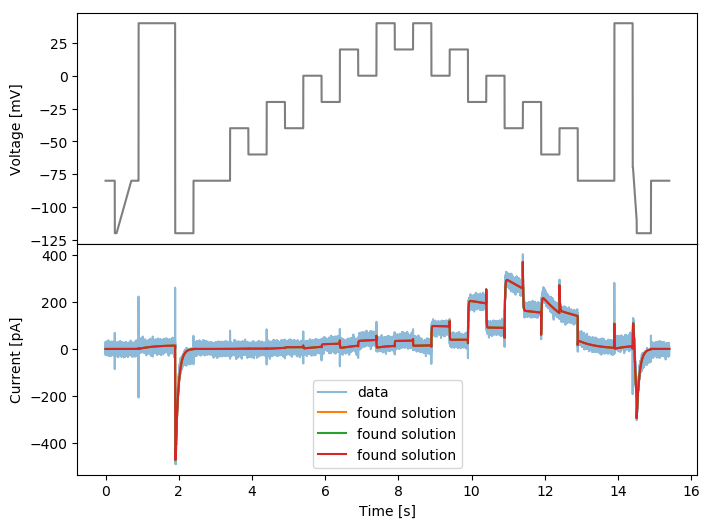 Voltage [mV]
25
0
−25
−50
−75
−100
−125
Current [pA]
400
200
0
−200
−400
data
found solution
found solution
found solution
0 2 4 6 8 10 12 14 16
Time [s]